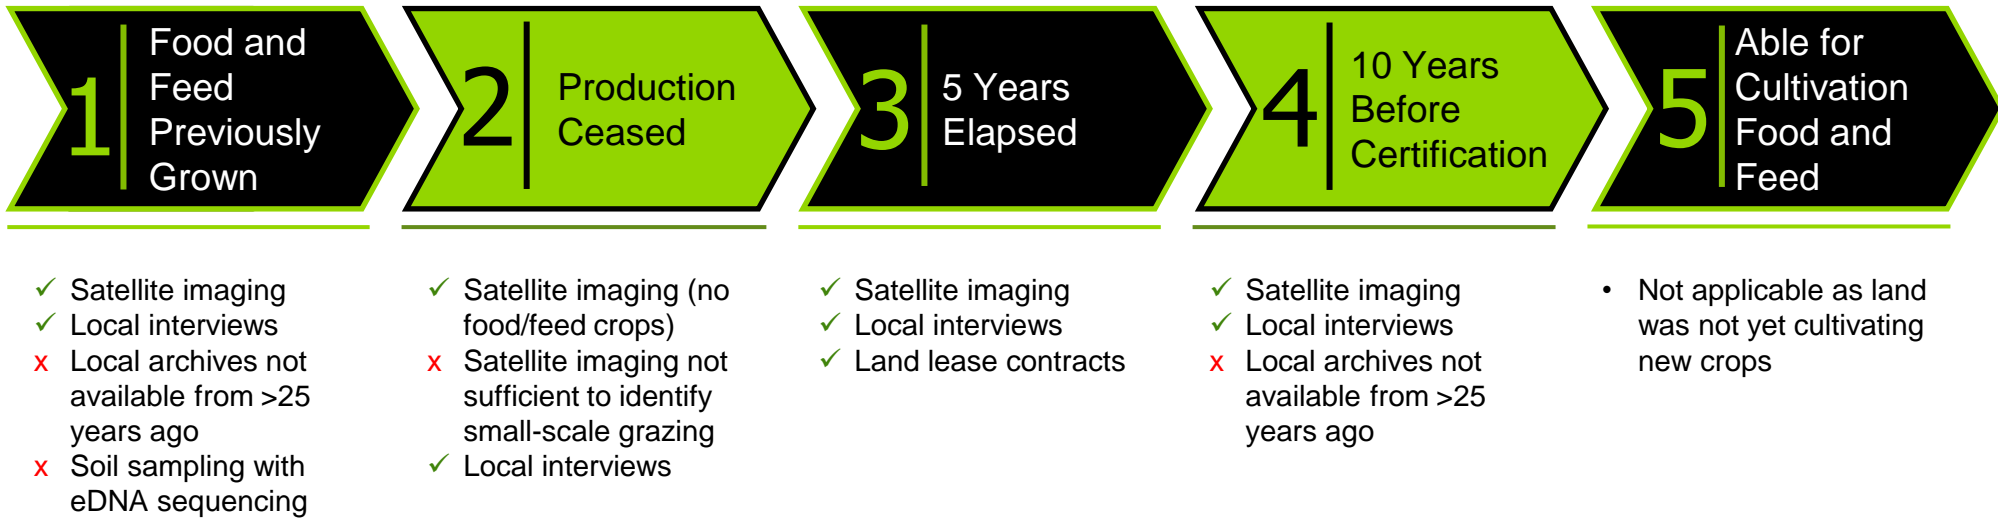 1
Food and
Feed
Previously
Grown
✓ Satellite imaging
✓ Local interviews
x Local archives not
available from >25
years ago
x Soil sampling with
eDNA sequencing
2
Production
Ceased
✓ Satellite imaging (no
food/feed crops)
x Satellite imaging not
sufficient to identify
small-scale grazing
✓ Local interviews
3
5 Years
Elapsed
✓ Satellite imaging
✓ Local interviews
✓ Land lease contracts
4
10 Years
Before
Certification
✓ Satellite imaging
✓ Local interviews
x Local archives not
available from >25
years ago
5
Able for
Cultivation
Food and
Feed
• Not applicable as land
was not yet cultivating
new crops